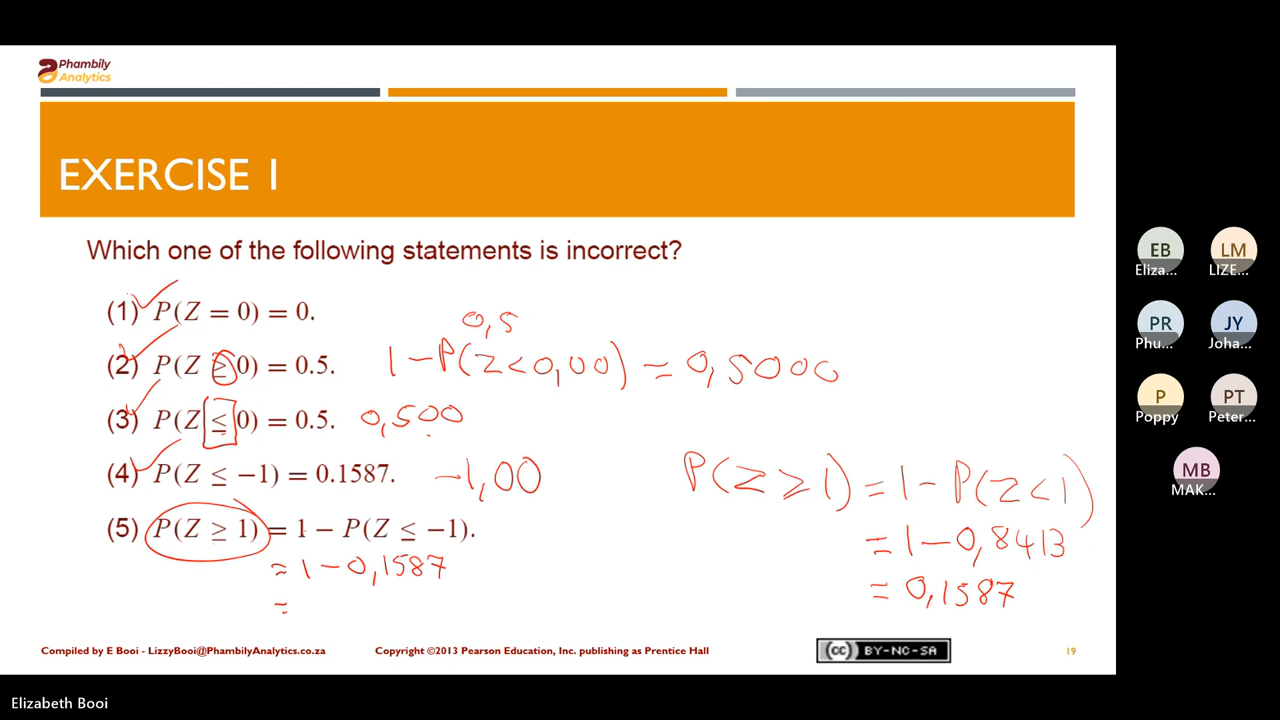 Phambily
Analytics
EXERCISE 1
Which one of the following statements is incorrect?
(1) P(Z = 0) = 0.
0,5
(2) P(Z ≥ 0) = 0.5. 1 - P(Z < 0,00) = 0,5000
(3) P(Z ≤ 0) = 0.5. 0,500
(4) P(Z ≤ −1) = 0.1587. -1,00
P(Z ≥ 1) = 1 - P(Z < 1)
(5) P(Z ≥ 1) = 1 − P(Z ≤ −1).
= 1 - 0,8413
= 1 - 0,1587
= 0,1587
=
Compiled by E Booi - LizzyBooi@PhambilyAnalytics.co.za
Copyright ©2013 Pearson Education, Inc. publishing as Prentice Hall
(cc) BY-NC-SA
19
EB
Eliza...
LM
LIZE...
PR
Phu...
JY
Joha...
P
Poppy
PT
Peter...
MB
MAK...
Elizabeth Booi